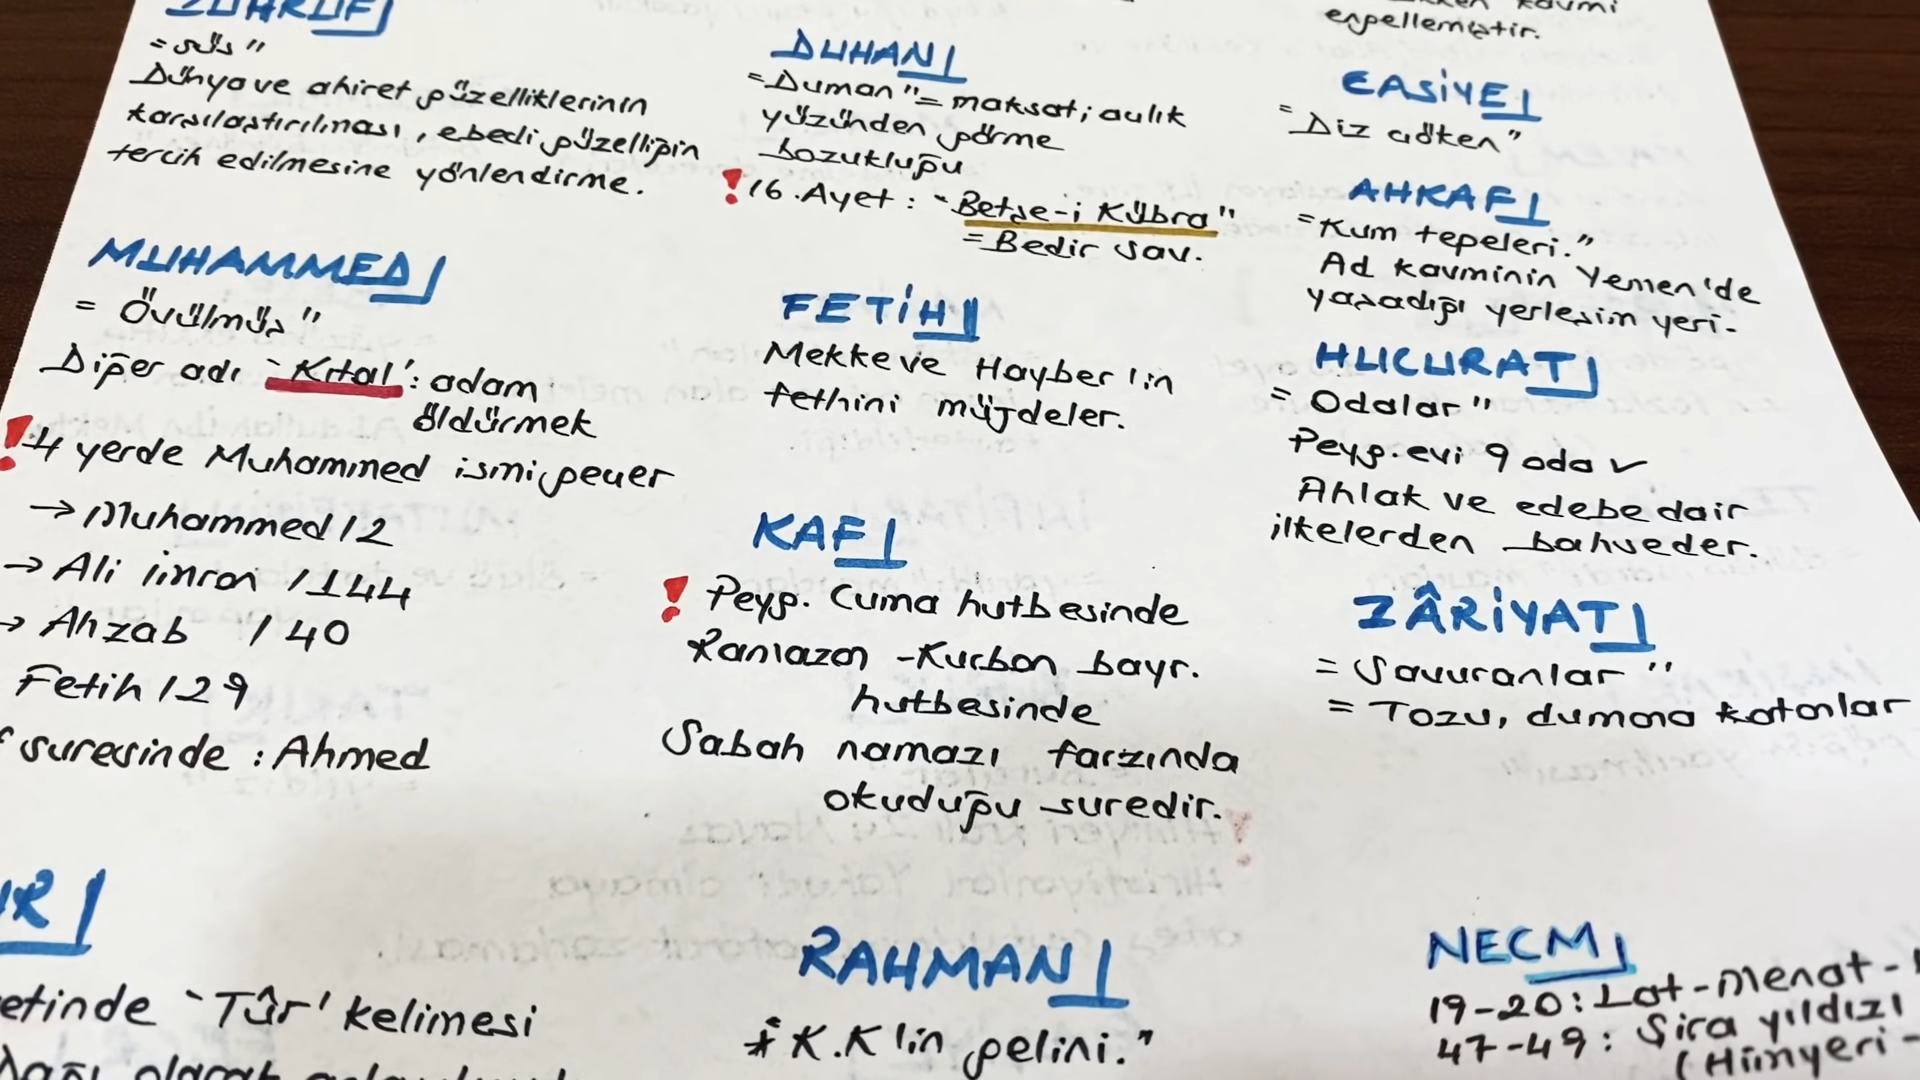 ZUHRUF
= süs"
Dünya ve ahiret güzelliklerinin
karşılaştırılması, ebedi güzelliğin
tercih edilmesine yönlendirme.
MUHAMMED
= Övülmüş"
Diğer adı 'Kıtal': adam
öldürmek
! 4 yerde Muhammed ismi geçer
→ Muhammed/2
→ Ali imran /144
→ Ahzab /40
Fetih/29
suresinde : Ahmed
UR
etinde 'Tûr' kelimesi
DUHAN
= Duman" = maksat; açlık
yüzünden görme
bozukluğu
! 16.Ayet : "Betşe-i Kübra"
= Bedir sav.
FETİH
Mekke ve Hayber'in
fethini müjdeler.
KAF
! Peyg. Cuma hutbesinde
Ramazan - Kurban bayr.
hutbesinde
Sabah namazı farzında
okuduğu suredir.
RAHMAN
* K.K'in gelini."
kavmi
engellemiştir.
CASİYE
= Diz çöken"
AHKAF
= Kum tepeleri."
Ad kavminin Yemen'de
yaşadığı yerleşim yeri-
HUCURAT
= Odalar"
Peyg. evi 9 oda ✓
Ahlak ve edebe dair
ilkelerden bahseder.
ZÂRİYAT
= Savuranlar"
= Tozu, dumana katanlar
NECM
19-20: Lat-Menat-
47-49: Şira yıldızı
(Himyeri-